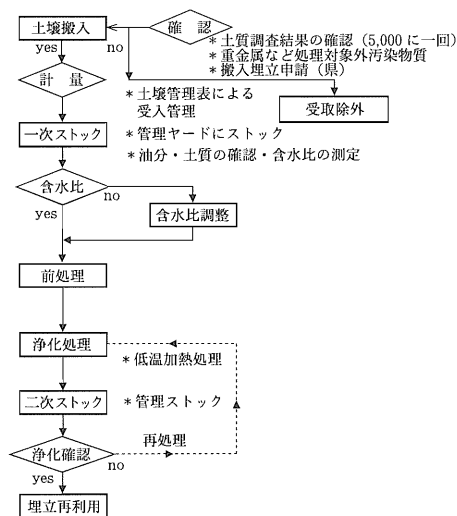 土壌搬入
確 認
yes
no
*土質調査結果の確認（5,000に一回）
*重金属など処理対象外汚染物質
*搬入埋立申請（県）
計 量
*土壌管理表による
受入管理
受取除外
一次ストック
*管理ヤードにストック
*油分・土質の確認・含水比の測定
含水比
no
yes
含水比調整
前処理
浄化処理
*低温加熱処理
二次ストック
*管理ストック
再処理
浄化確認
no
yes
埋立再利用